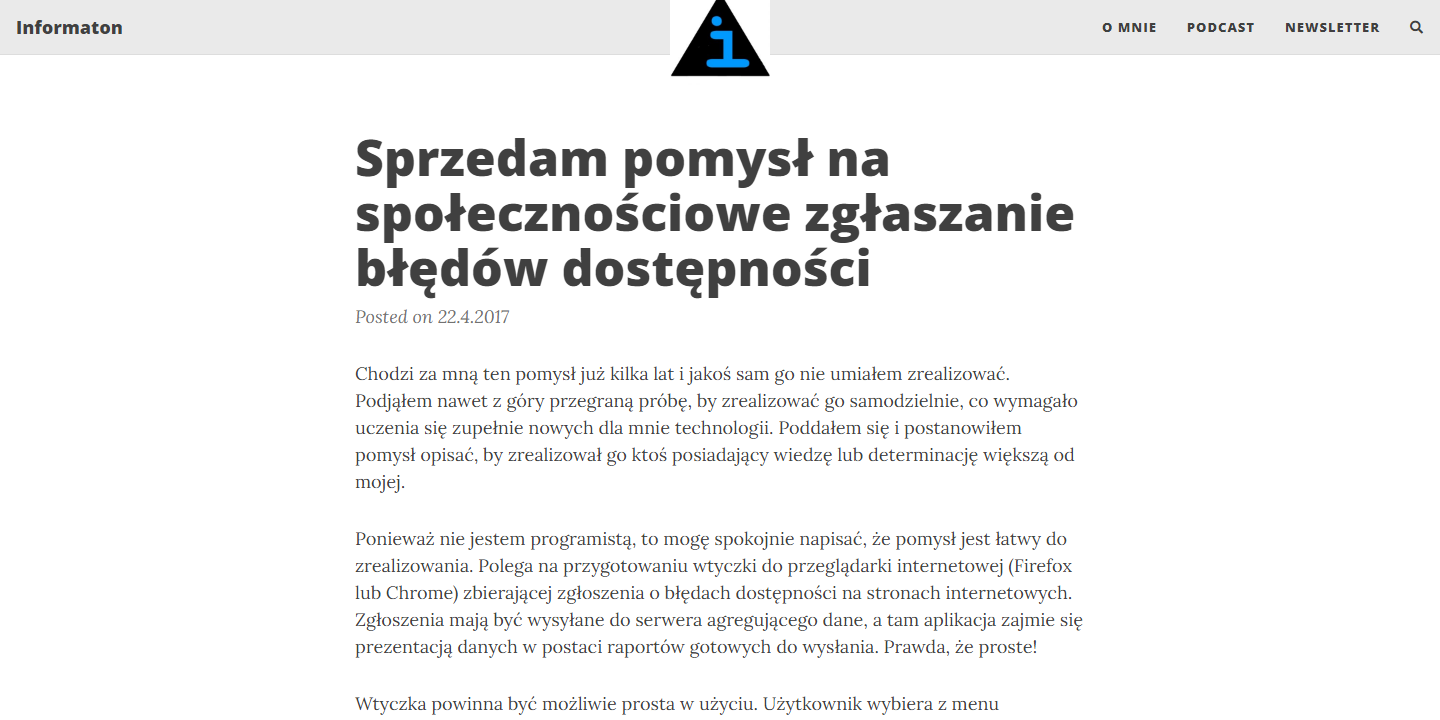 Informaton
i
O MNIE
PODCAST
NEWSLETTER
Sprzedam pomysł na
społecznościowe zgłaszanie
błędów dostępności
Posted on 22.4.2017
Chodzi za mną ten pomysł już kilka lat i jakoś sam go nie umiałem zrealizować.
Podjąłem nawet z góry przegraną próbę, by zrealizować go samodzielnie, co wymagało
uczenia się zupełnie nowych dla mnie technologii. Poddałem się i postanowiłem
pomysł opisać, by zrealizował go ktoś posiadający wiedzę lub determinację większą od
mojej.
Ponieważ nie jestem programistą, to mogę spokojnie napisać, że pomysł jest łatwy do
zrealizowania. Polega na przygotowaniu wtyczki do przeglądarki internetowej (Firefox
lub Chrome) zbierającej zgłoszenia o błędach dostępności na stronach internetowych.
Zgłoszenia mają być wysyłane do serwera agregującego dane, a tam aplikacja zajmie się
prezentacją danych w postaci raportów gotowych do wysłania. Prawda, że proste!
Wtyczka powinna być możliwie prosta w użyciu. Użytkownik wybiera z menu